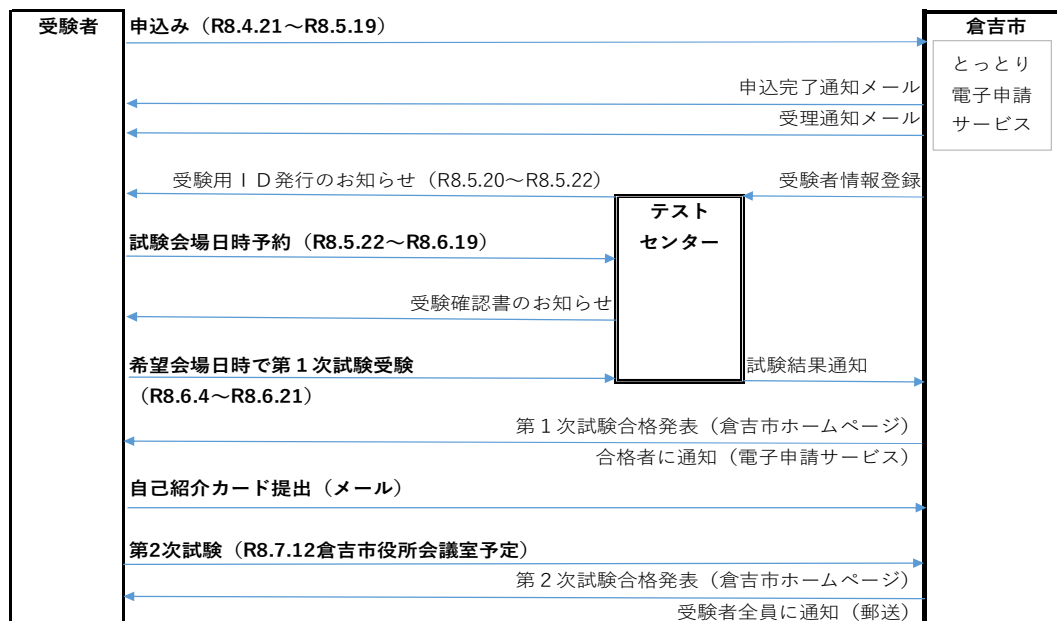 受験者
申込み（R8.4.21～R8.5.19）
倉吉市
とっとり
電子申請
サービス
申込完了通知メール
受理通知メール
受験用ＩＤ発行のお知らせ（R8.5.20～R8.5.22）
受験者情報登録
テスト
センター
試験会場日時予約（R8.5.22～R8.6.19）
受験確認書のお知らせ
希望会場日時で第１次試験受験
（R8.6.4～R8.6.21）
試験結果通知
第１次試験合格発表（倉吉市ホームページ）
合格者に通知（電子申請サービス）
自己紹介カード提出（メール）
第2次試験（R8.7.12倉吉市役所会議室予定）
第２次試験合格発表（倉吉市ホームページ）
受験者全員に通知（郵送）